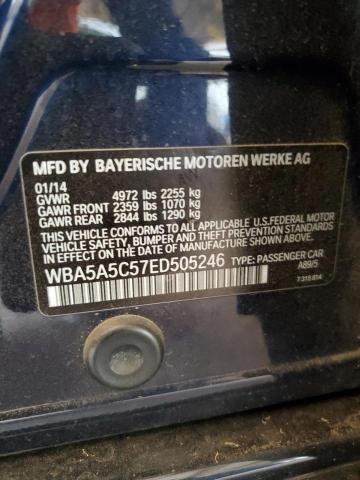 MFD BY BAYERISCHE MOTOREN WERKE AG
01/14
GVWR 4972 lbs 2255 kg
GAWR FRONT 2359 lbs 1070 kg
GAWR REAR 2844 lbs 1290 kg
THIS VEHICLE CONFORMS TO ALL APPLICABLE U.S.FEDERAL MOTOR
VEHICLE SAFETY, BUMPER AND THEFT PREVENTION STANDARDS
IN EFFECT ON THE DATE OF MANUFACTURE SHOWN ABOVE.
WBA5A5C57ED505246 TYPE: PASSENGER CAR
A89/5
7 315 814